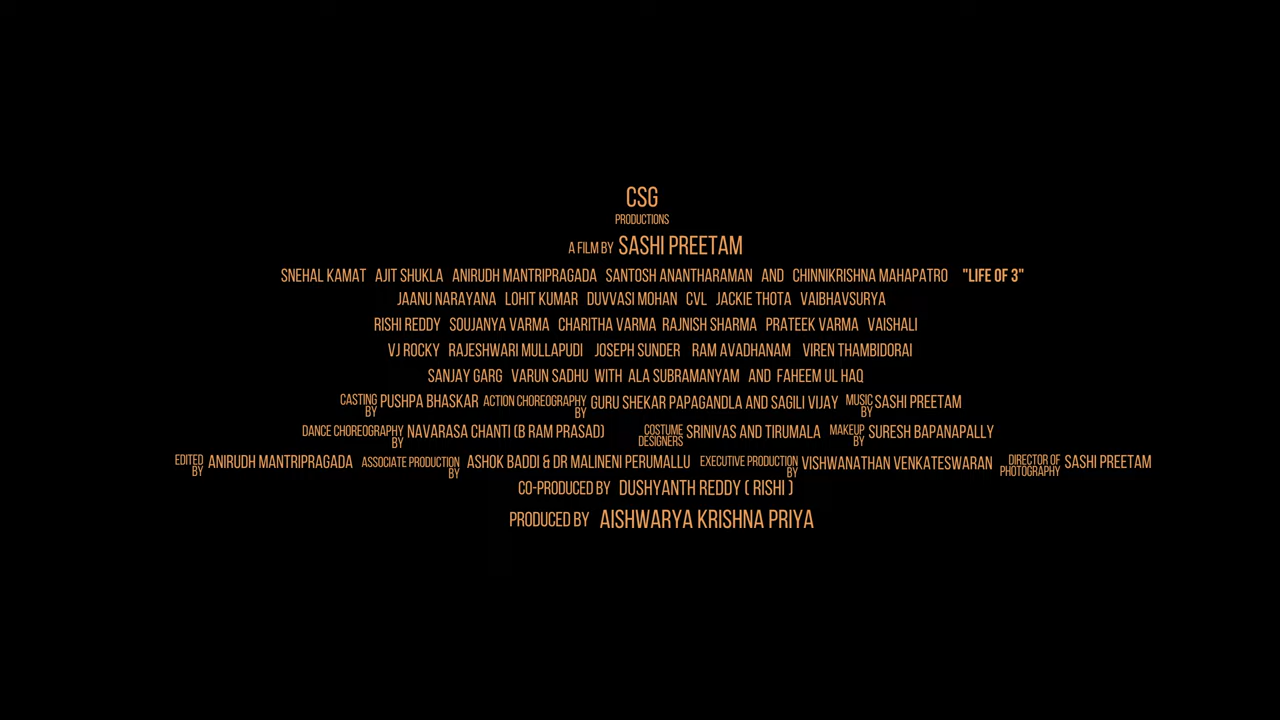 CSG
PRODUCTIONS
A FILM BY SASHI PREETAM
SNEHAL KAMAT AJIT SHUKLA ANIRUDH MANTRIPRAGADA SANTOSH ANANTHARAMAN AND CHINNIKRISHNA MAHAPATRO "LIFE OF 3"
JAANU NARAYANA LOHIT KUMAR DUVVASI MOHAN CVL JACKIE THOTA VAIBHAVSURYA
RISHI REDDY SOUJANYA VARMA CHARITHA VARMA RAJNISH SHARMA PRATEEK VARMA VAISHALI
VJ ROCKY RAJESHWARI MULLAPUDI JOSEPH SUNDER RAM AVADHANAM VIREN THAMBIDORAI
SANJAY GARG VARUN SADHU WITH ALA SUBRAMANYAM AND FAHEEM UL HAQ
CASTING BY PUSHPA BHASKAR ACTION CHOREOGRAPHY BY GURU SHEKAR PAPAGANDLA AND SAGILI VIJAY MUSIC BY SASHI PREETAM
DANCE CHOREOGRAPHY BY NAVARASA CHANTI (B RAM PRASAD) COSTUME DESIGNERS SRINIVAS AND TIRUMALA MAKEUP BY SURESH BAPANAPALLY
EDITED BY ANIRUDH MANTRIPRAGADA ASSOCIATE PRODUCTION BY ASHOK BADDI & DR MALINENI PERUMALLU EXECUTIVE PRODUCTION BY VISHWANATHAN VENKATESWARAN DIRECTOR OF PHOTOGRAPHY SASHI PREETAM
CO-PRODUCED BY DUSHYANTH REDDY ( RISHI )
PRODUCED BY AISHWARYA KRISHNA PRIYA